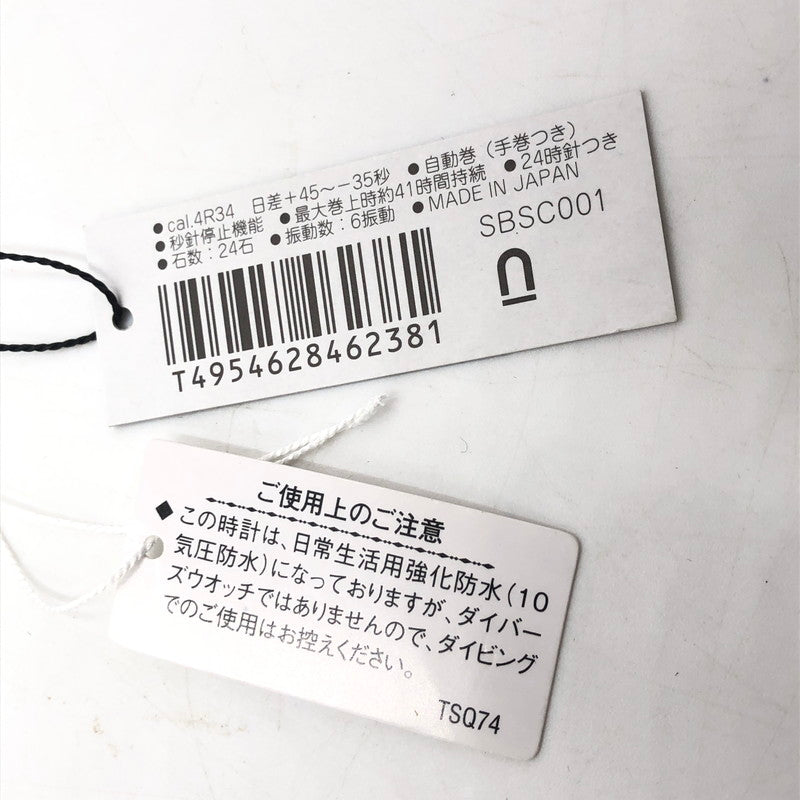 ●cal.4R34　日差＋45〜−35秒　●自動巻（手巻つき）
●秒針停止機能　●最大巻上時約41時間持続　●24時針つき
●石数：24石　●振動数：6振動　●MADE IN JAPAN
SBSC001
T4954628462381
ご使用上のご注意
◆この時計は、日常生活用強化防水（10
気圧防水）になっておりますが、ダイバー
ズウオッチではありませんので、ダイビング
でのご使用はお控えください。
TSQ74